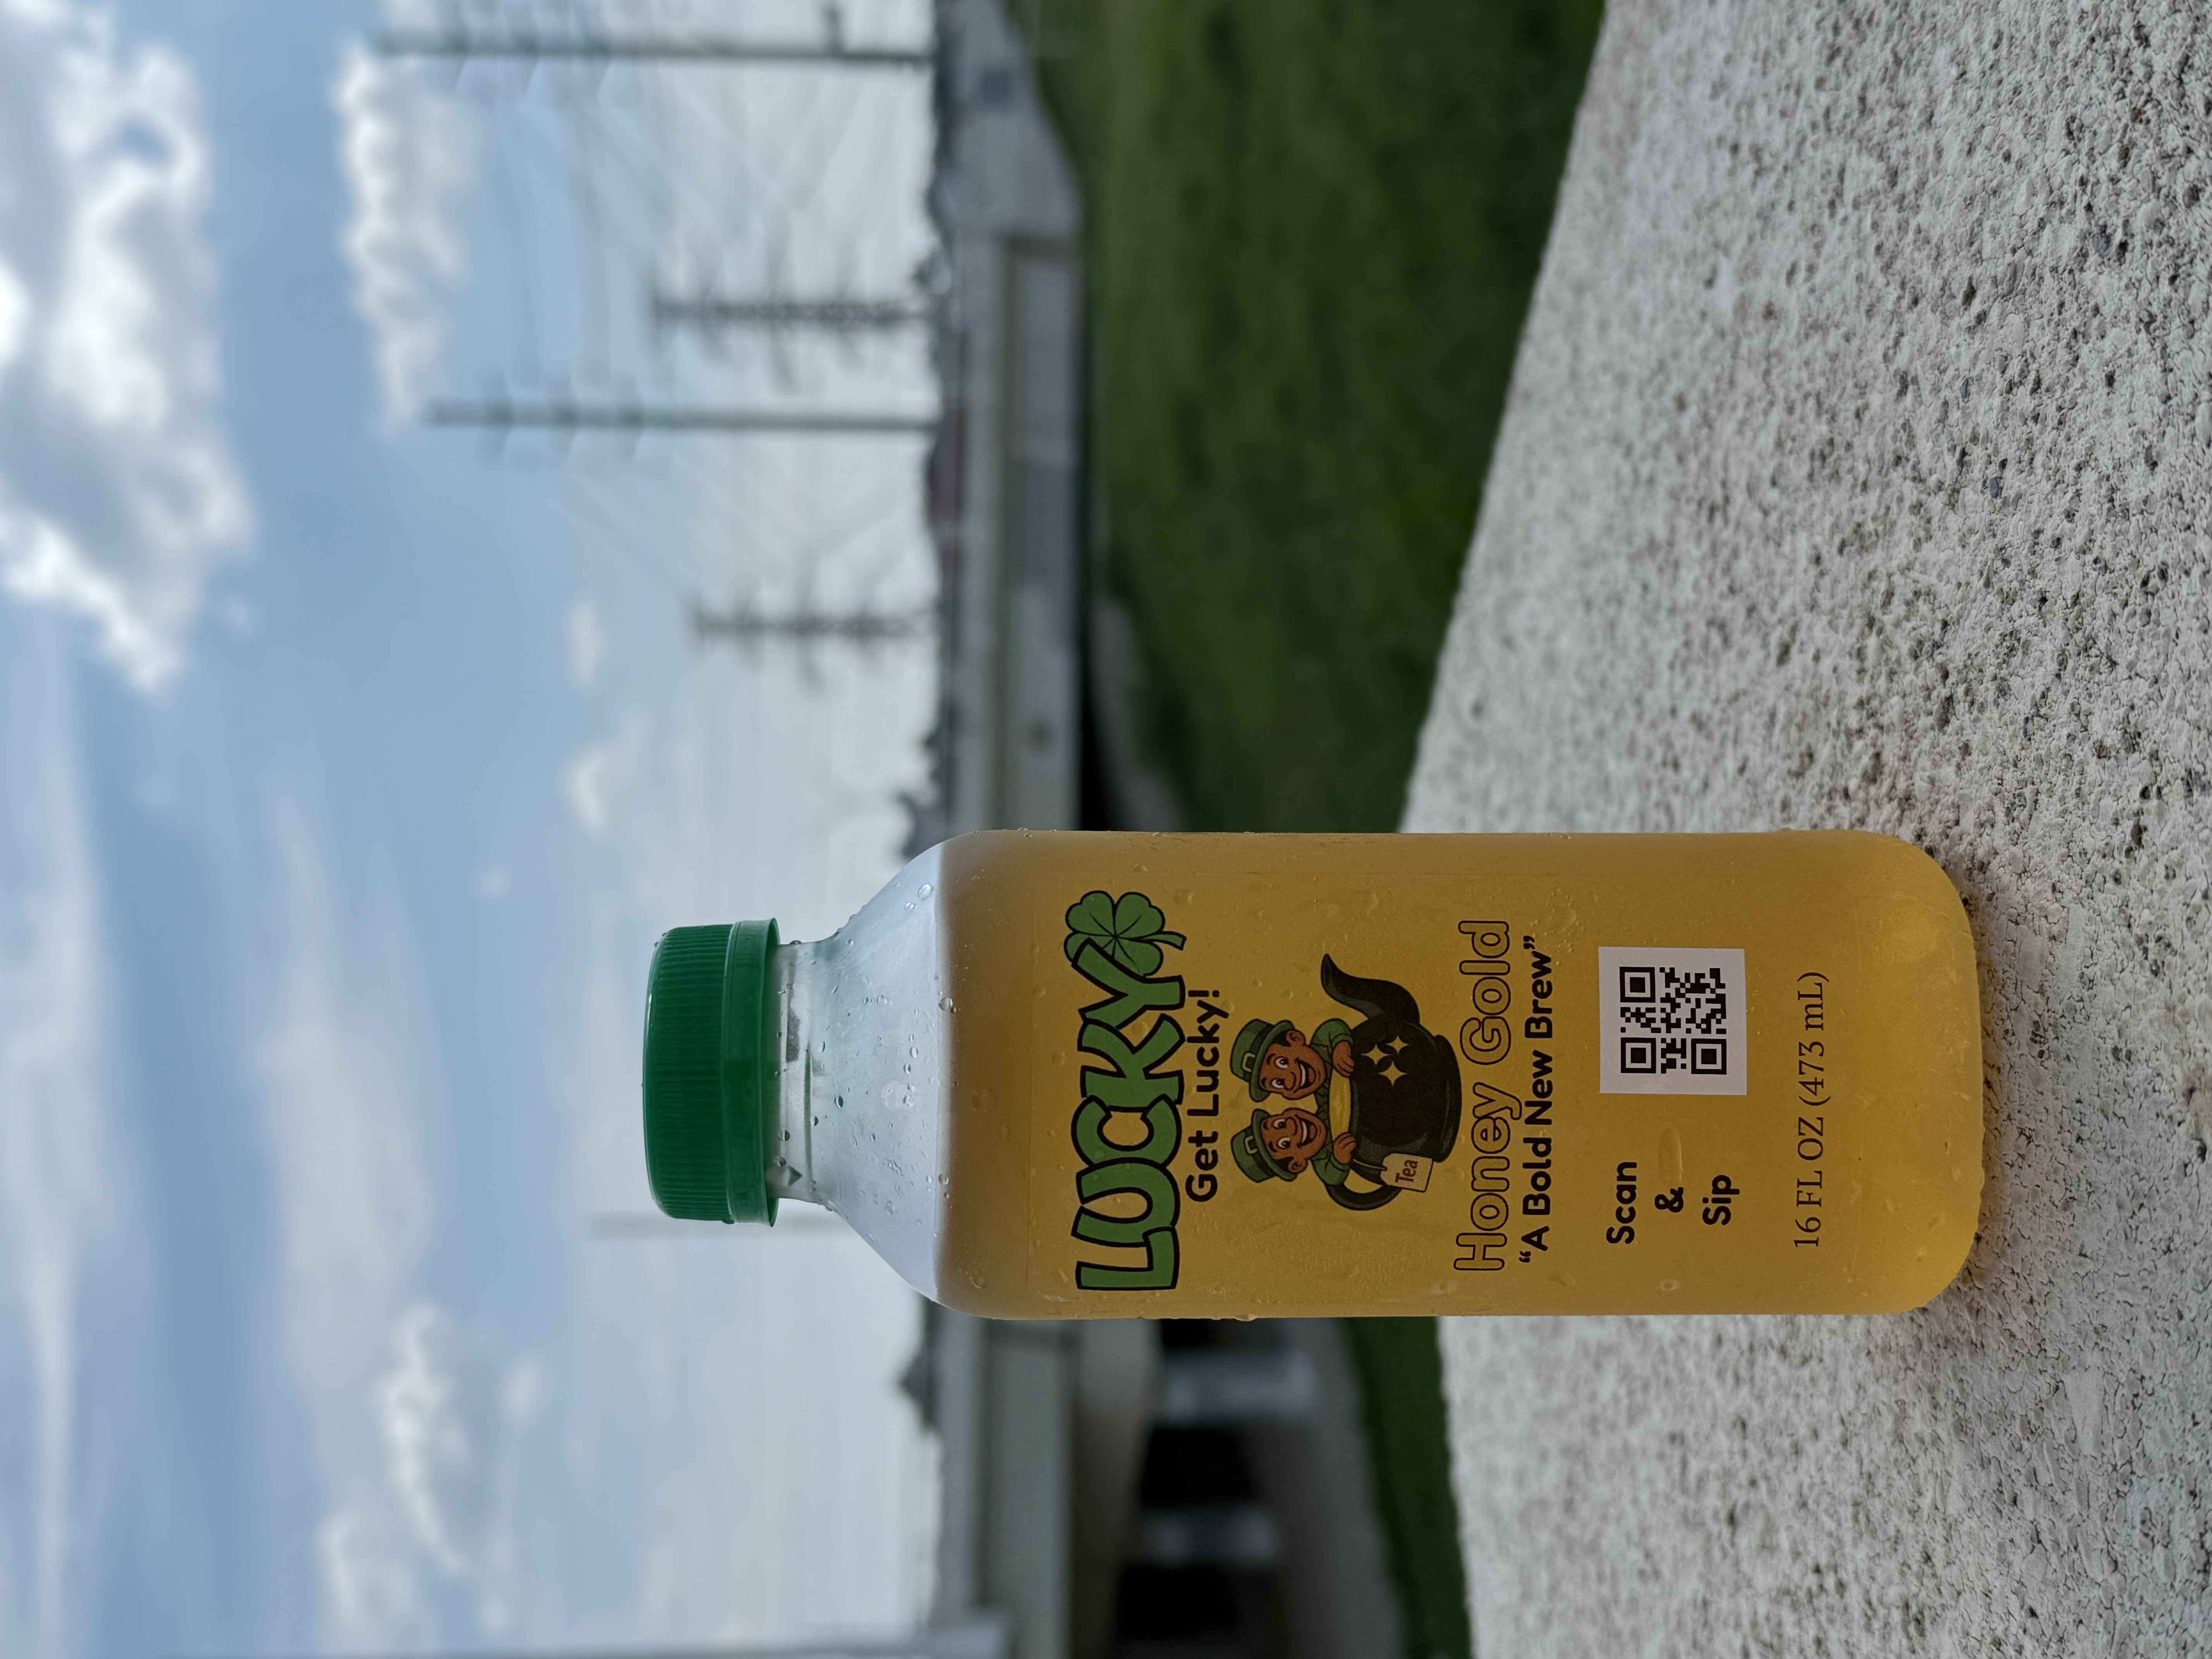 LUCKY
Get Lucky!
Tea
Honey Gold
“A Bold New Brew”
Scan
&
Sip
16 FL OZ (473 mL)